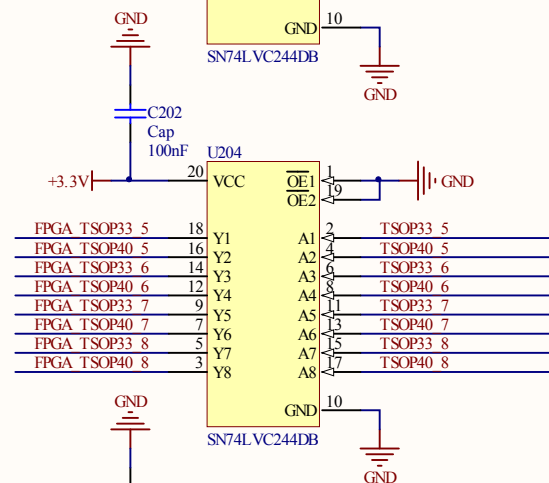 GND
GND 10
SN74LVC244DB
GND
C202
Cap
100nF
U204
+3.3V 20 VCC OE1 1 GND
OE2 19
FPGA TSOP33 5 18 Y1 A1 2 TSOP33 5
FPGA TSOP40 5 16 Y2 A2 4 TSOP40 5
FPGA TSOP33 6 14 Y3 A3 6 TSOP33 6
FPGA TSOP40 6 12 Y4 A4 8 TSOP40 6
FPGA TSOP33 7 9 Y5 A5 11 TSOP33 7
FPGA TSOP40 7 7 Y6 A6 13 TSOP40 7
FPGA TSOP33 8 5 Y7 A7 15 TSOP33 8
FPGA TSOP40 8 3 Y8 A8 17 TSOP40 8
GND
GND 10
SN74LVC244DB
GND